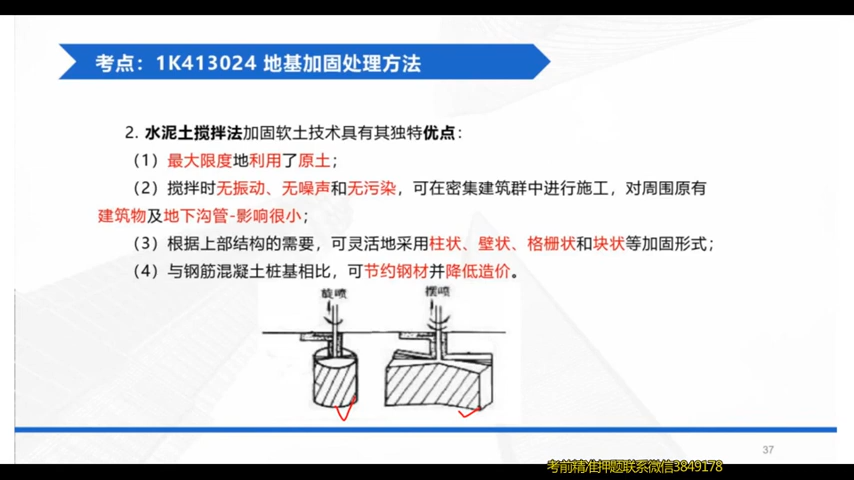 考点：1K413024 地基加固处理方法
2. 水泥土搅拌法加固软土技术具有其独特优点：
（1）最大限度地利用了原土；
（2）搅拌时无振动、无噪声和无污染，可在密集建筑群中进行施工，对周围原有
建筑物及地下沟管-影响很小；
（3）根据上部结构的需要，可灵活地采用柱状、壁状、格栅状和块状等加固形式；
（4）与钢筋混凝土桩基相比，可节约钢材并降低造价。
旋喷 摆喷
37
考前精准押题联系微信3849178